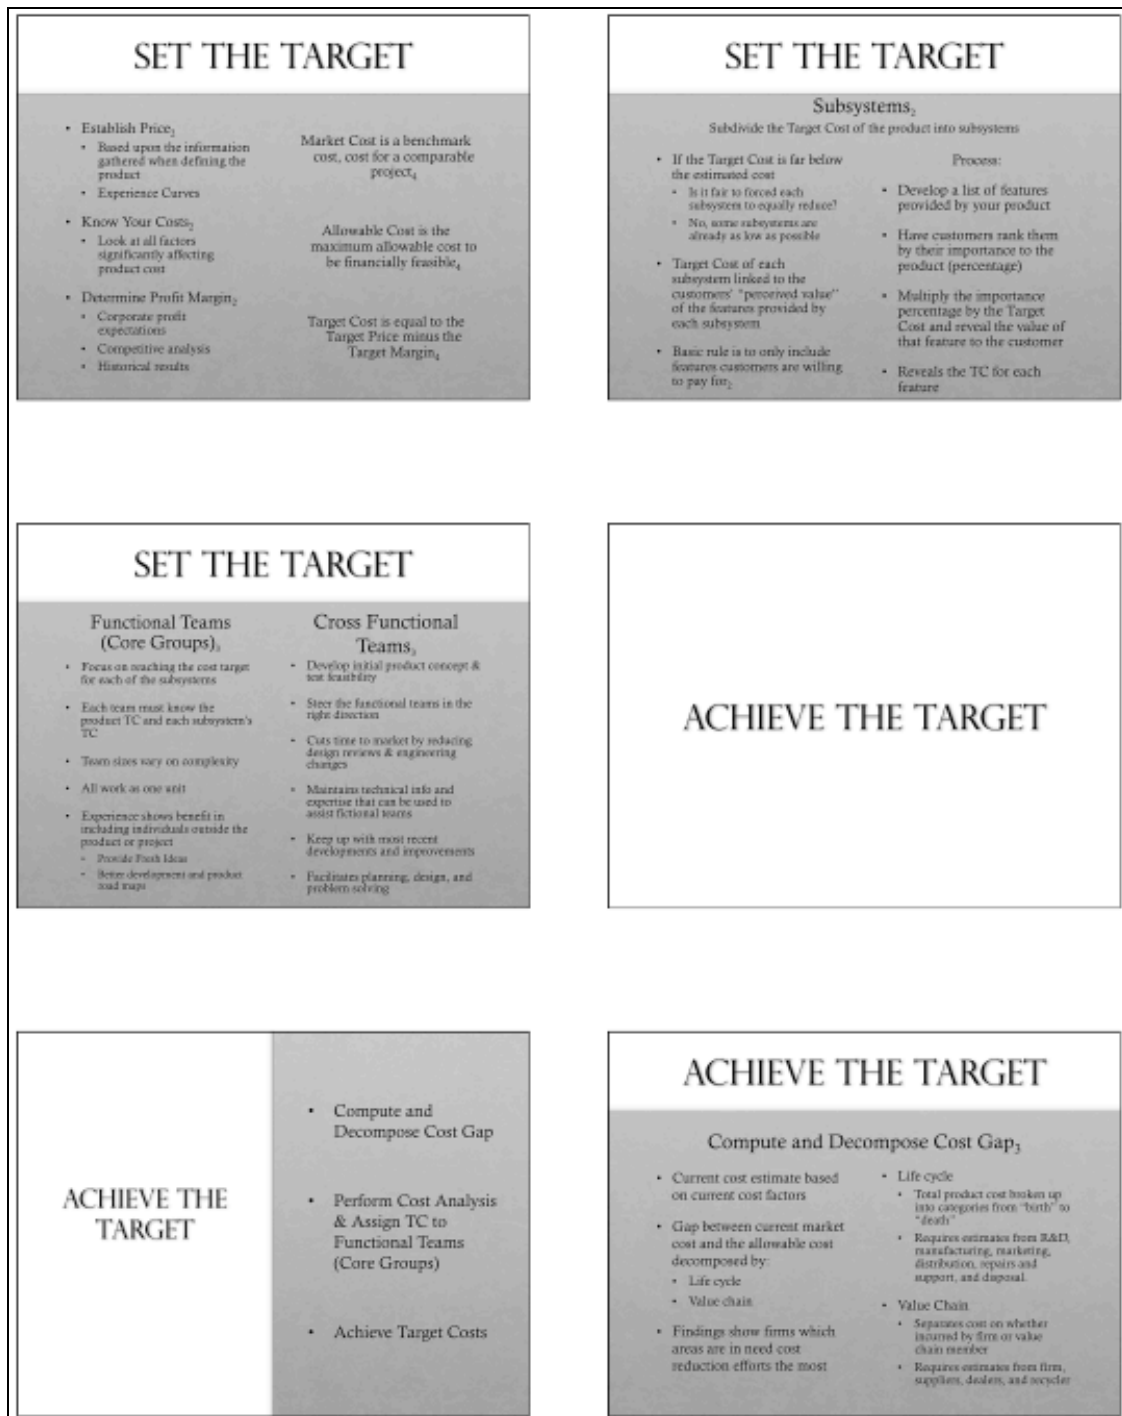 SET THE TARGET
• Establish Price₂
• Based upon the information
gathered when defining the
product
• Experience Curves
• Know Your Costs₂
• Look at all factors
significantly affecting
product cost
• Determine Profit Margin₂
• Corporate profit
expectations
• Competitive analysis
• Historical results
Market Cost is a benchmark
cost, cost for a comparable
project₄
Allowable Cost is the
maximum allowable cost to
be financially feasible₄
Target Cost is equal to the
Target Price minus the
Target Margin₄
SET THE TARGET
Subsystems₂
Subdivide the Target Cost of the product into subsystems
• If the Target Cost is far below
the estimated cost
• Is it fair to forced each
subsystem to equally reduce?
• No, some subsystems are
already as low as possible
• Target Cost of each
subsystem linked to the
customers' "perceived value"
of the features provided by
each subsystem
• Basic rule is to only include
features customers are willing
to pay for₂
Process:
• Develop a list of features
provided by your product
• Have customers rank them
by their importance to the
product (percentage)
• Multiply the importance
percentage by the Target
Cost and reveal the value of
that feature to the customer
• Reveals the TC for each
feature
SET THE TARGET
Functional Teams
(Core Groups)₃
• Focus on reaching the cost target
for each of the subsystems
• Each team must know the
product TC and each subsystem's
TC
• Team sizes vary on complexity
• All work as one unit
• Experience shows benefit in
including individuals outside the
product or project
• Provide Fresh Ideas
• Better development and product
road maps
Cross Functional
Teams₃
• Develop initial product concept &
test feasibility
• Steer the functional teams in the
right direction
• Cuts time to market by reducing
design reviews & engineering
changes
• Maintains technical info and
expertise that can be used to
assist fictional teams
• Keep up with most recent
developments and improvements
• Facilitates planning, design, and
problem solving
ACHIEVE THE TARGET
ACHIEVE THE
TARGET
• Compute and
Decompose Cost Gap
• Perform Cost Analysis
& Assign TC to
Functional Teams
(Core Groups)
• Achieve Target Costs
ACHIEVE THE TARGET
Compute and Decompose Cost Gap₃
• Current cost estimate based
on current cost factors
• Gap between current market
cost and the allowable cost
decomposed by:
• Life cycle
• Value chain
• Findings show firms which
areas are in need cost
reduction efforts the most
• Life cycle
• Total product cost broken up
into categories from "birth" to
"death"
• Requires estimates from R&D,
manufacturing, marketing,
distribution, repairs and
support, and disposal
• Value Chain
• Separates cost on whether
incurred by firm or value
chain member
• Requires estimates from firm,
suppliers, dealers, and recycler